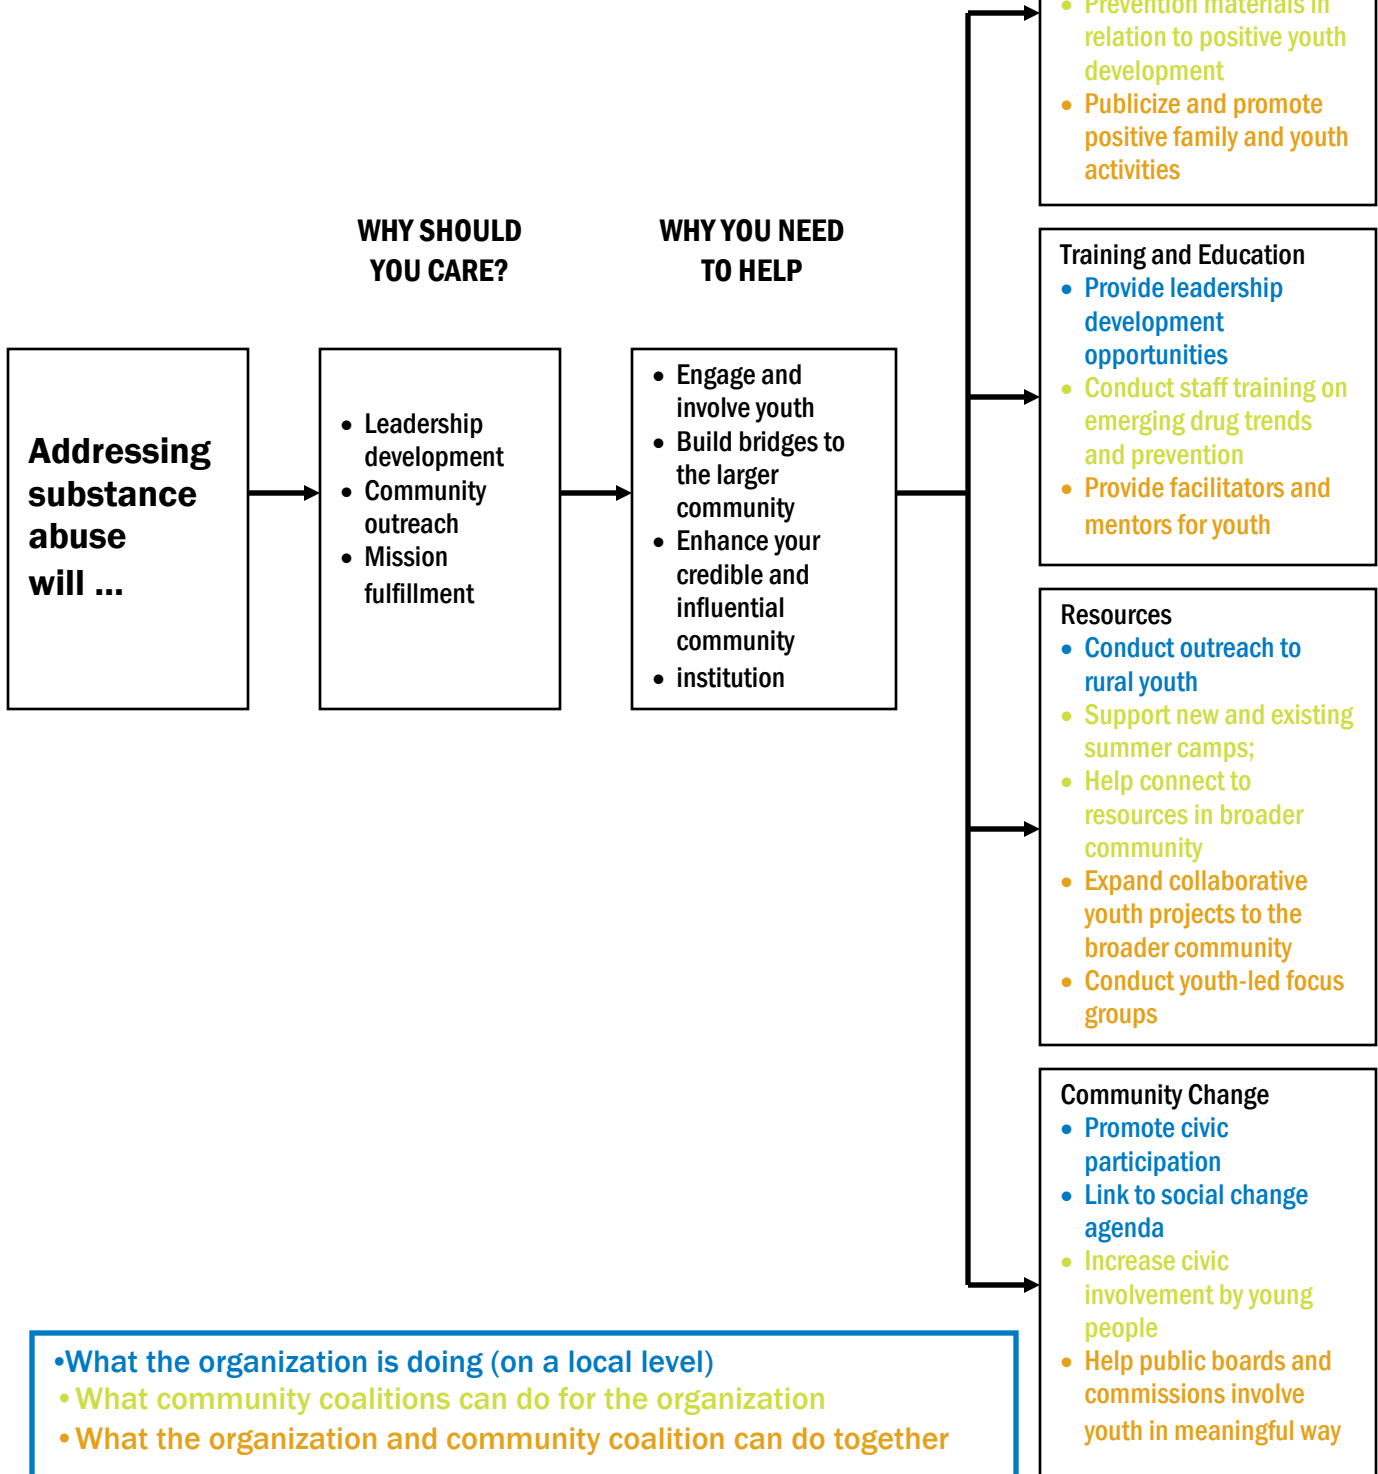 • Prevention materials in
relation to positive youth
development
• Publicize and promote
positive family and youth
activities
WHY SHOULD
YOU CARE?
WHY YOU NEED
TO HELP
Addressing
substance
abuse
will ...
• Leadership
development
• Community
outreach
• Mission
fulfillment
• Engage and
involve youth
• Build bridges to
the larger
community
• Enhance your
credible and
influential
community
• institution
Training and Education
• Provide leadership
development
opportunities
• Conduct staff training on
emerging drug trends
and prevention
• Provide facilitators and
mentors for youth
Resources
• Conduct outreach to
rural youth
• Support new and existing
summer camps;
• Help connect to
resources in broader
community
• Expand collaborative
youth projects to the
broader community
• Conduct youth-led focus
groups
Community Change
• Promote civic
participation
• Link to social change
agenda
• Increase civic
involvement by young
people
• Help public boards and
commissions involve
youth in meaningful way
•What the organization is doing (on a local level)
• What community coalitions can do for the organization
• What the organization and community coalition can do together